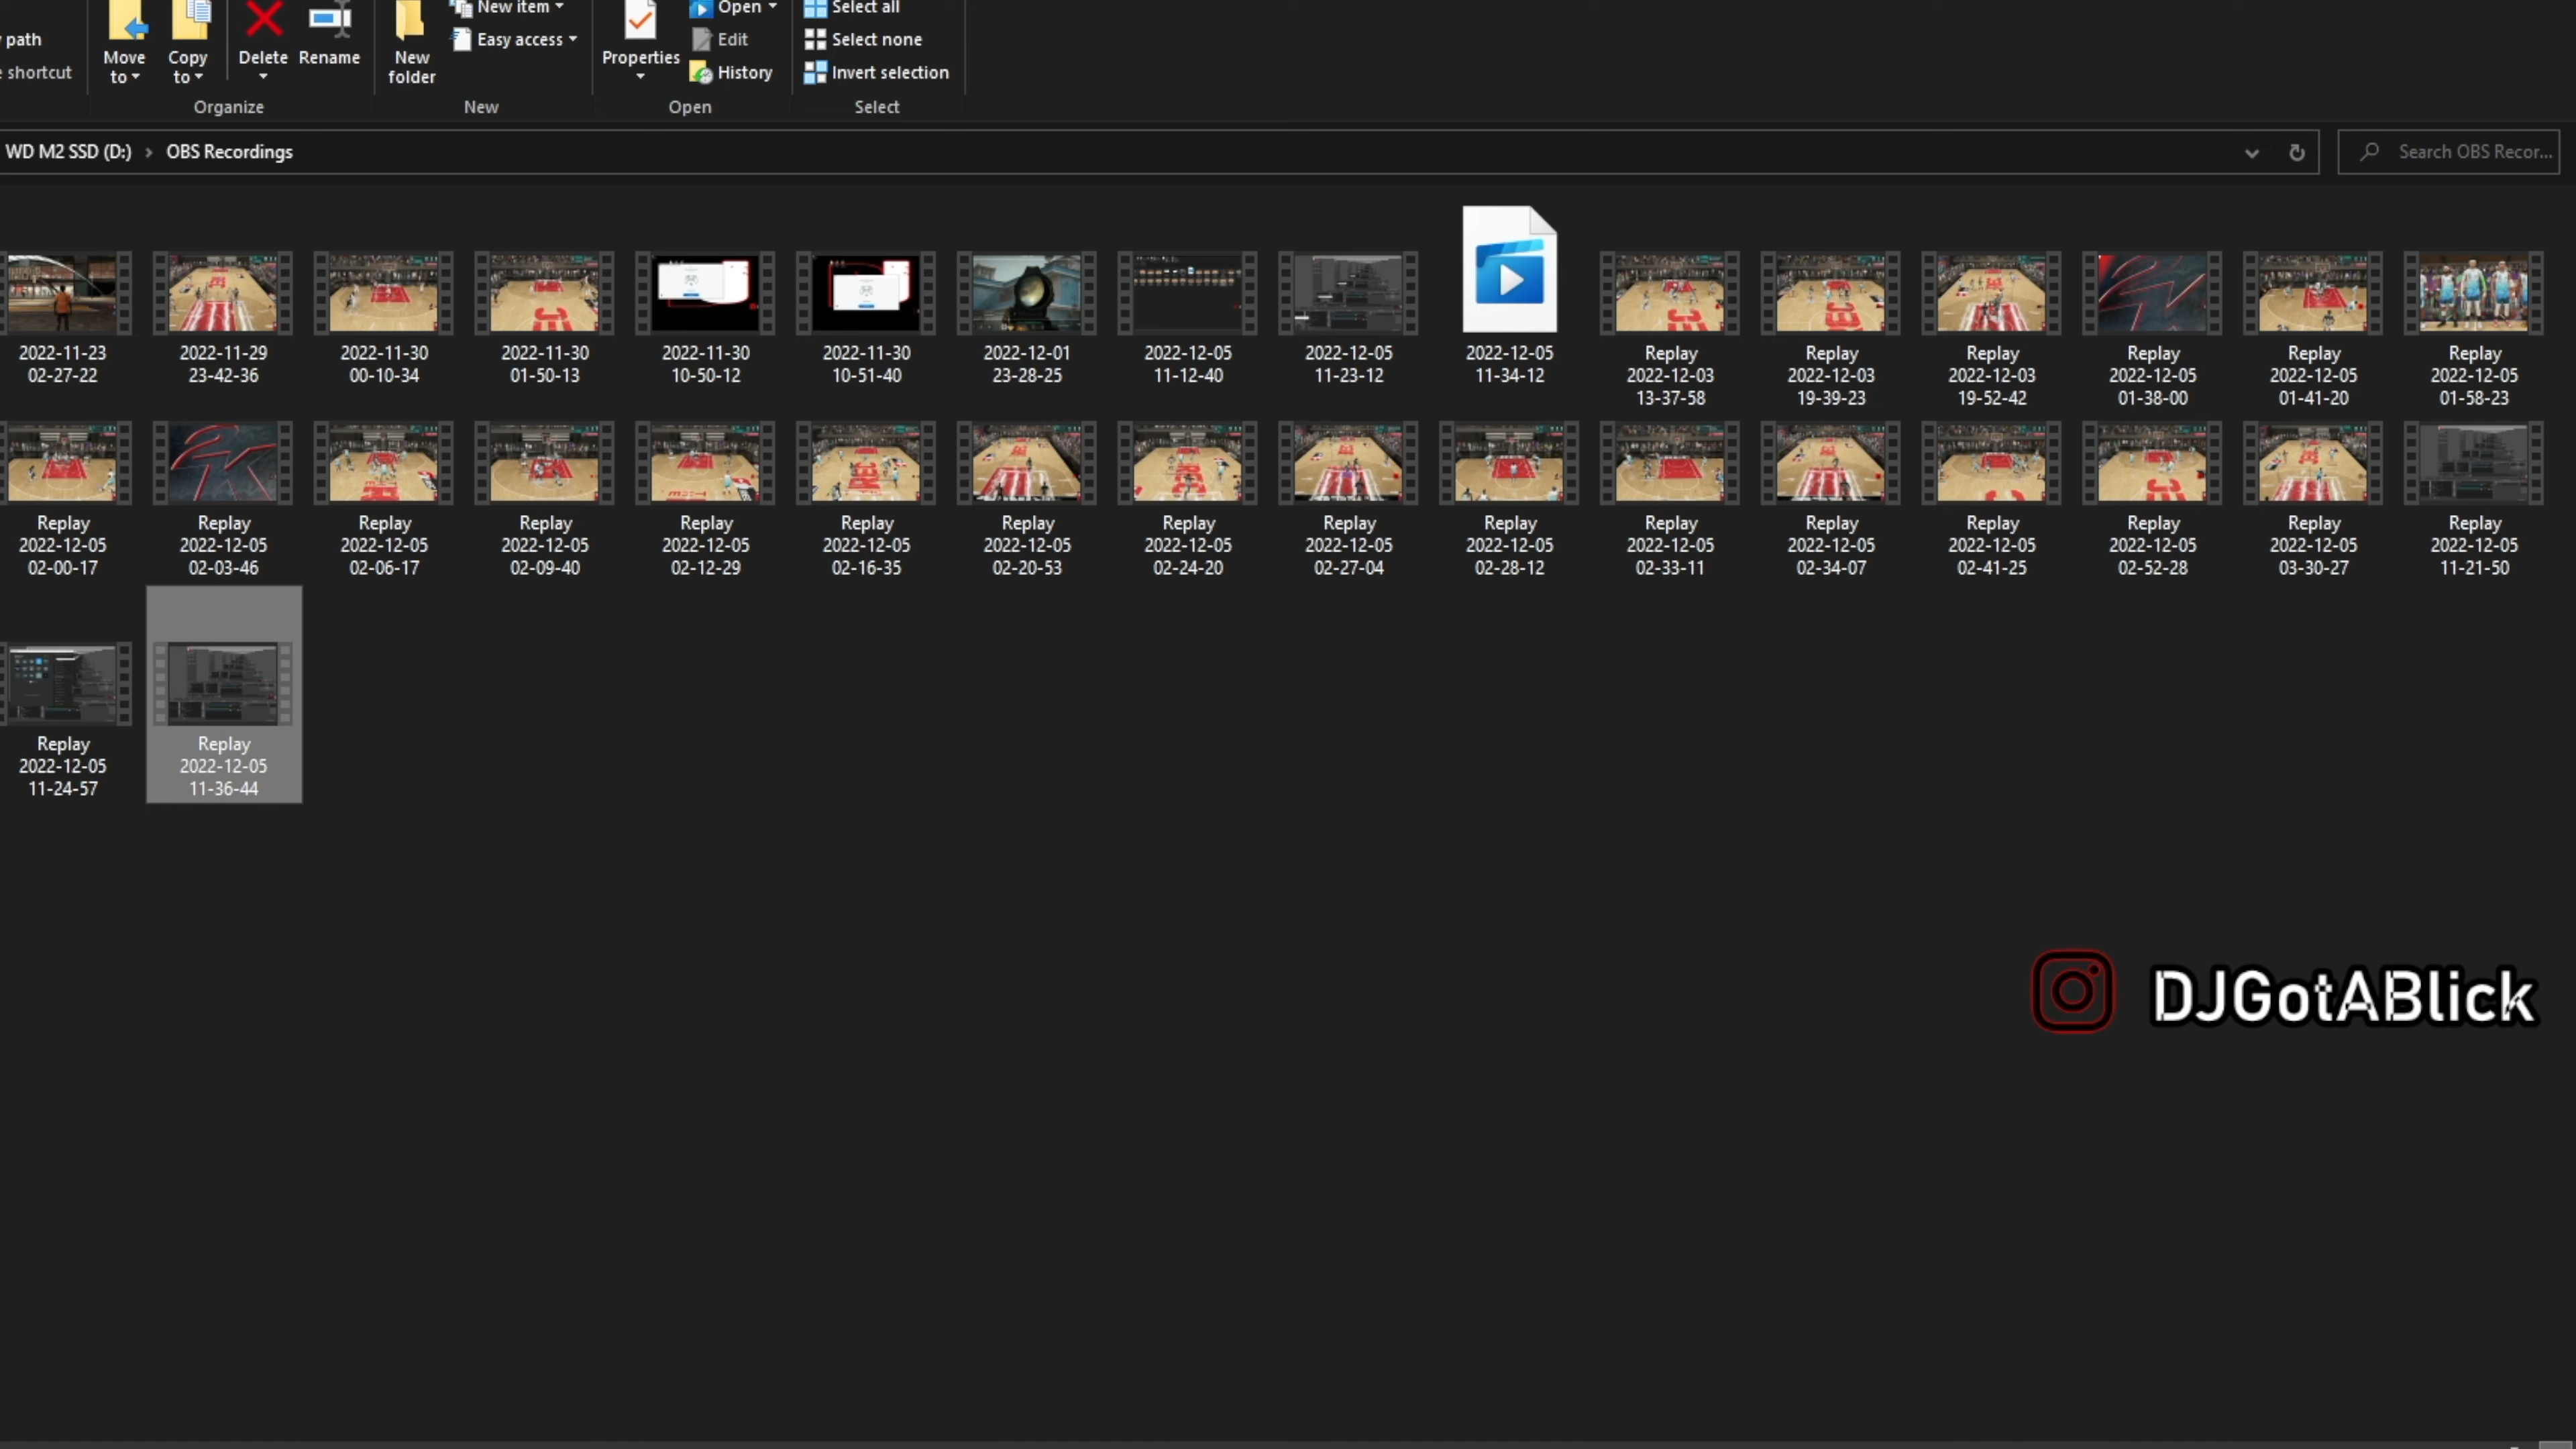 New item
Open
Select all
path
Move
to
Copy
to
Delete
Rename
New
folder
Easy access
Properties
Edit
Select none
shortcut
History
Invert selection
Organize
New
Open
Select
WD M2 SSD (D:) > OBS Recordings
Search OBS Recor...
2022-11-23
02-27-22
2022-11-29
23-42-36
2022-11-30
00-10-34
2022-11-30
01-50-13
2022-11-30
10-50-12
2022-11-30
10-51-40
2022-12-01
23-28-25
2022-12-05
11-12-40
2022-12-05
11-23-12
2022-12-05
11-34-12
Replay
2022-12-03
13-37-58
Replay
2022-12-03
19-39-23
Replay
2022-12-03
19-52-42
Replay
2022-12-05
01-38-00
Replay
2022-12-05
01-41-20
Replay
2022-12-05
01-58-23
Replay
2022-12-05
02-00-17
Replay
2022-12-05
02-03-46
Replay
2022-12-05
02-06-17
Replay
2022-12-05
02-09-40
Replay
2022-12-05
02-12-29
Replay
2022-12-05
02-16-35
Replay
2022-12-05
02-20-53
Replay
2022-12-05
02-24-20
Replay
2022-12-05
02-27-04
Replay
2022-12-05
02-28-12
Replay
2022-12-05
02-33-11
Replay
2022-12-05
02-34-07
Replay
2022-12-05
02-41-25
Replay
2022-12-05
02-52-28
Replay
2022-12-05
03-30-27
Replay
2022-12-05
11-21-50
Replay
2022-12-05
11-24-57
Replay
2022-12-05
11-36-44
DJGotABlick